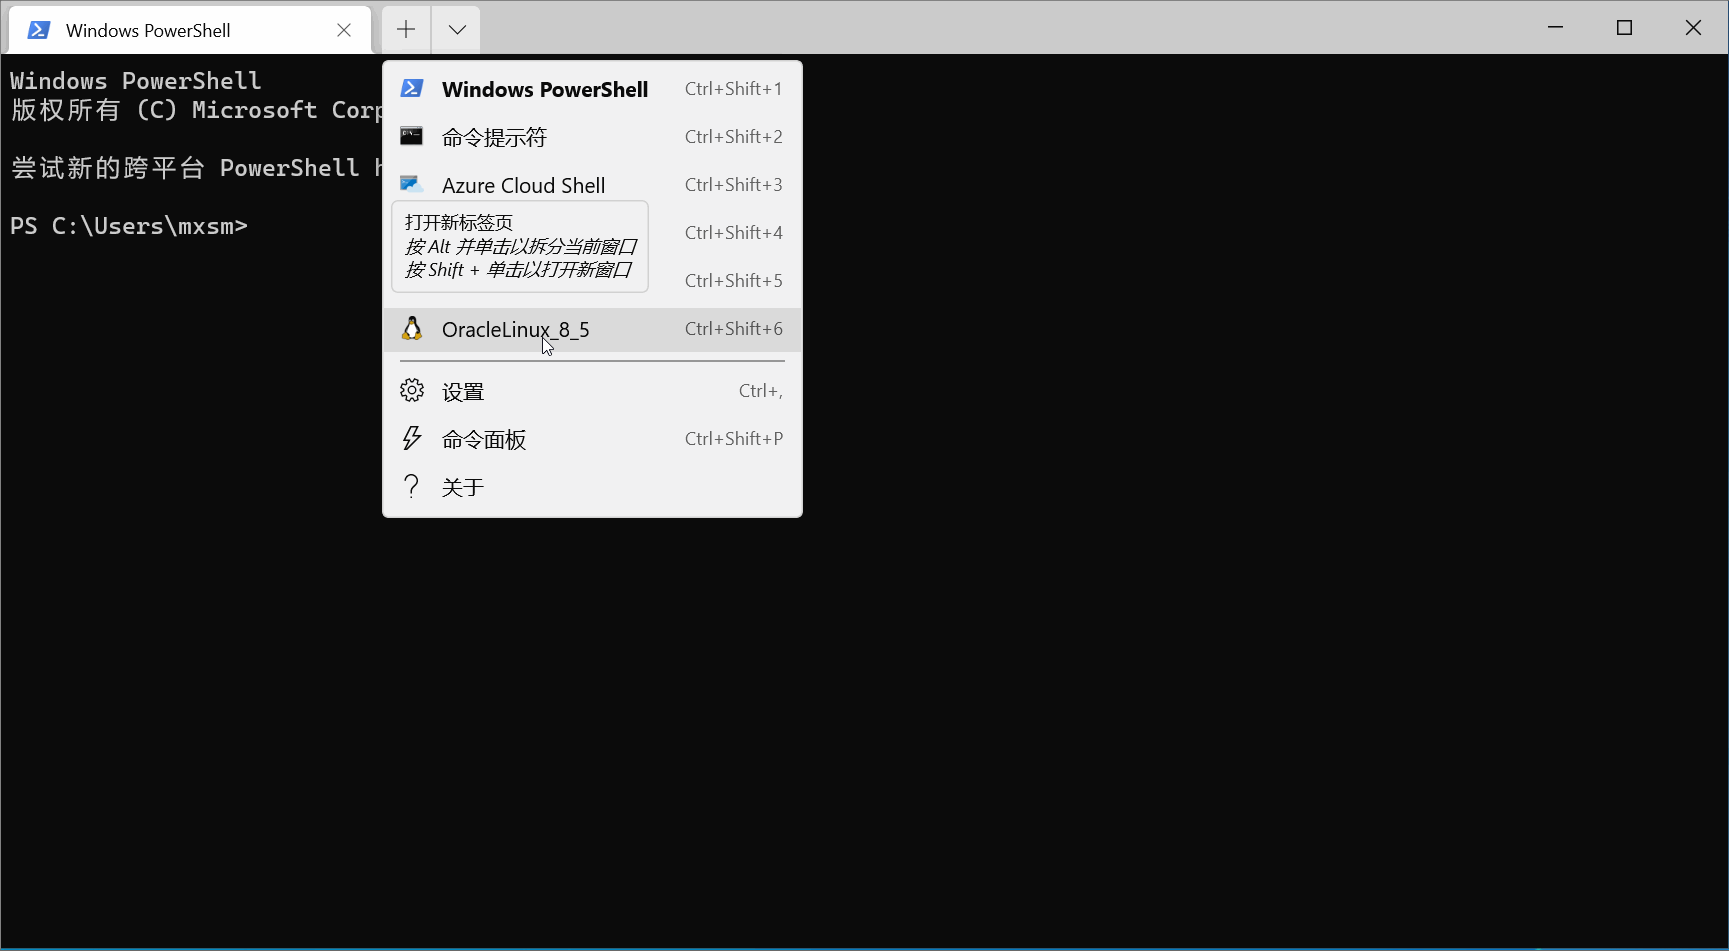 Windows PowerShell
Windows PowerShell
版权所有 (C) Microsoft Corp
尝试新的跨平台 PowerShell h
PS C:\Users\mxsm>
Windows PowerShell Ctrl+Shift+1
命令提示符 Ctrl+Shift+2
Azure Cloud Shell Ctrl+Shift+3
打开新标签页
按 Alt 并单击以拆分当前窗口
按 Shift + 单击以打开新窗口
Ctrl+Shift+4
Ctrl+Shift+5
OracleLinux_8_5 Ctrl+Shift+6
设置 Ctrl+,
命令面板 Ctrl+Shift+P
关于